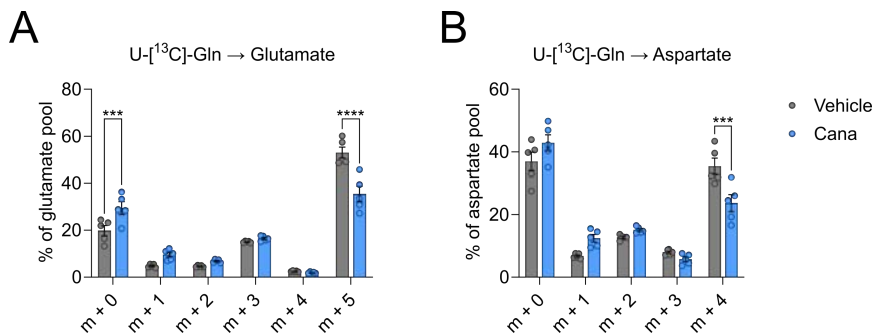 A
U-[¹³C]-Gln → Glutamate
% of glutamate pool
80
60
40
20
0
***
****
m + 0
m + 1
m + 2
m + 3
m + 4
m + 5
B
U-[¹³C]-Gln → Aspartate
% of aspartate pool
60
40
20
0
***
m + 0
m + 1
m + 2
m + 3
m + 4
Vehicle
Cana